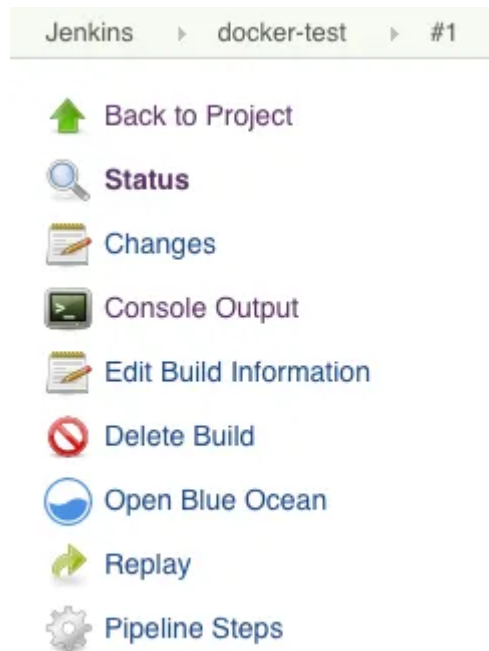 Jenkins docker-test #1
Back to Project
Status
Changes
>_
Console Output
Edit Build Information
Delete Build
Open Blue Ocean
Replay
Pipeline Steps